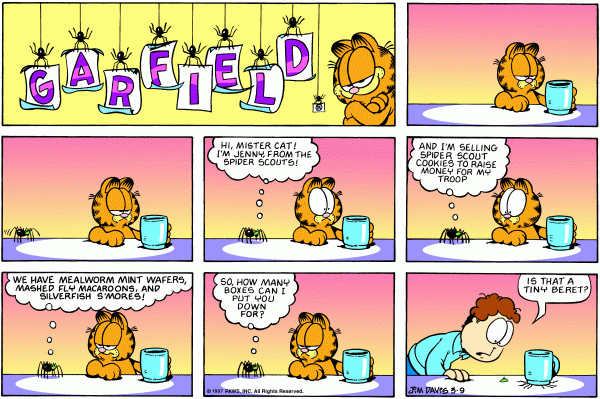 GARFIELD
HI, MISTER CAT!
I'M JENNY, FROM THE
SPIDER SCOUTS!
AND I'M SELLING
SPIDER SCOUT
COOKIES TO RAISE
MONEY FOR MY
TROOP
WE HAVE MEALWORM MINT WAFERS,
MASHED FLY MACAROONS, AND
SILVERFISH S'MORES!
SO, HOW MANY
BOXES CAN I
PUT YOU
DOWN
FOR?
© 1997 PAWS, INC. All Rights Reserved.
IS THAT A
TINY BERET?
JIM DAVIS 3-9